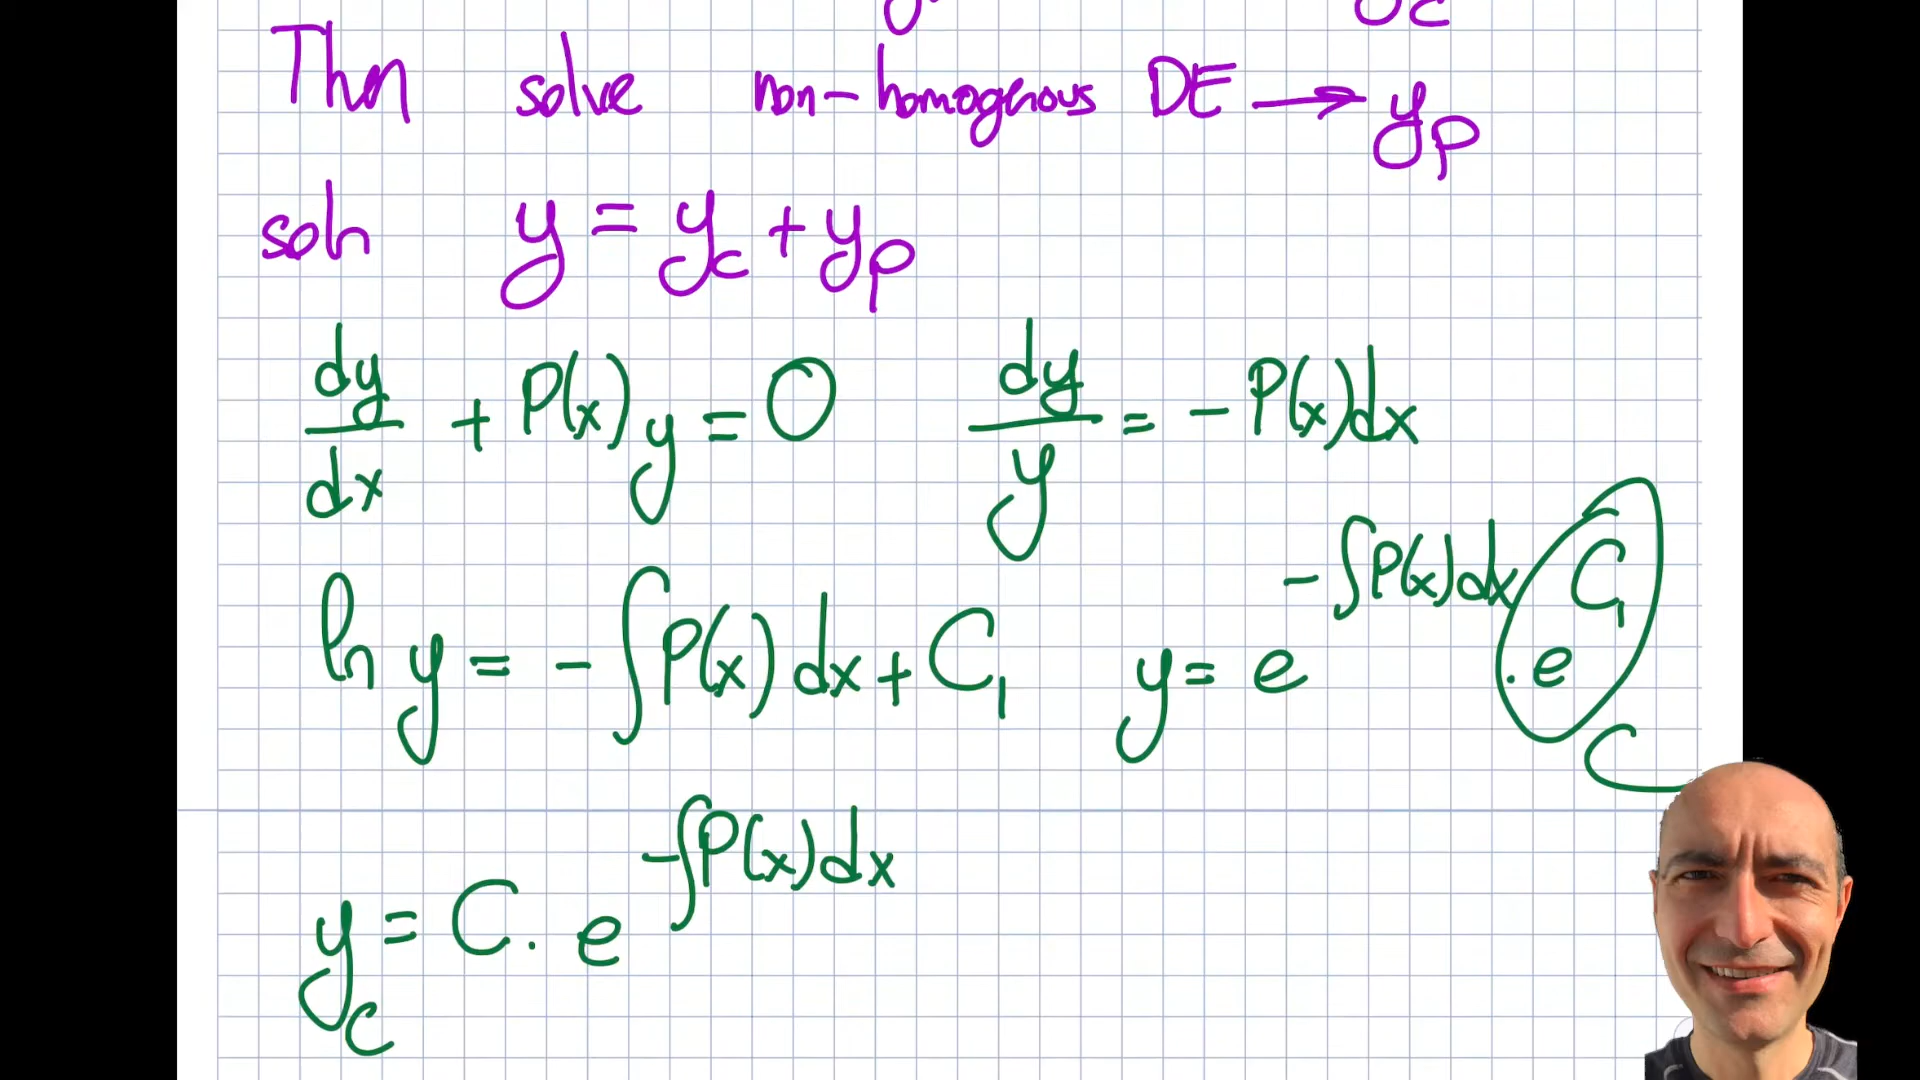 Then solve non-homogenous DE → yp
soln y = yc + yp
dy/dx + P(x)y = 0 dy/y = -P(x)dx
ln y = -∫P(x)dx + C₁ y = e^(-∫P(x)dx) . e^(C₁)
C
yc = C . e^(-∫P(x)dx)